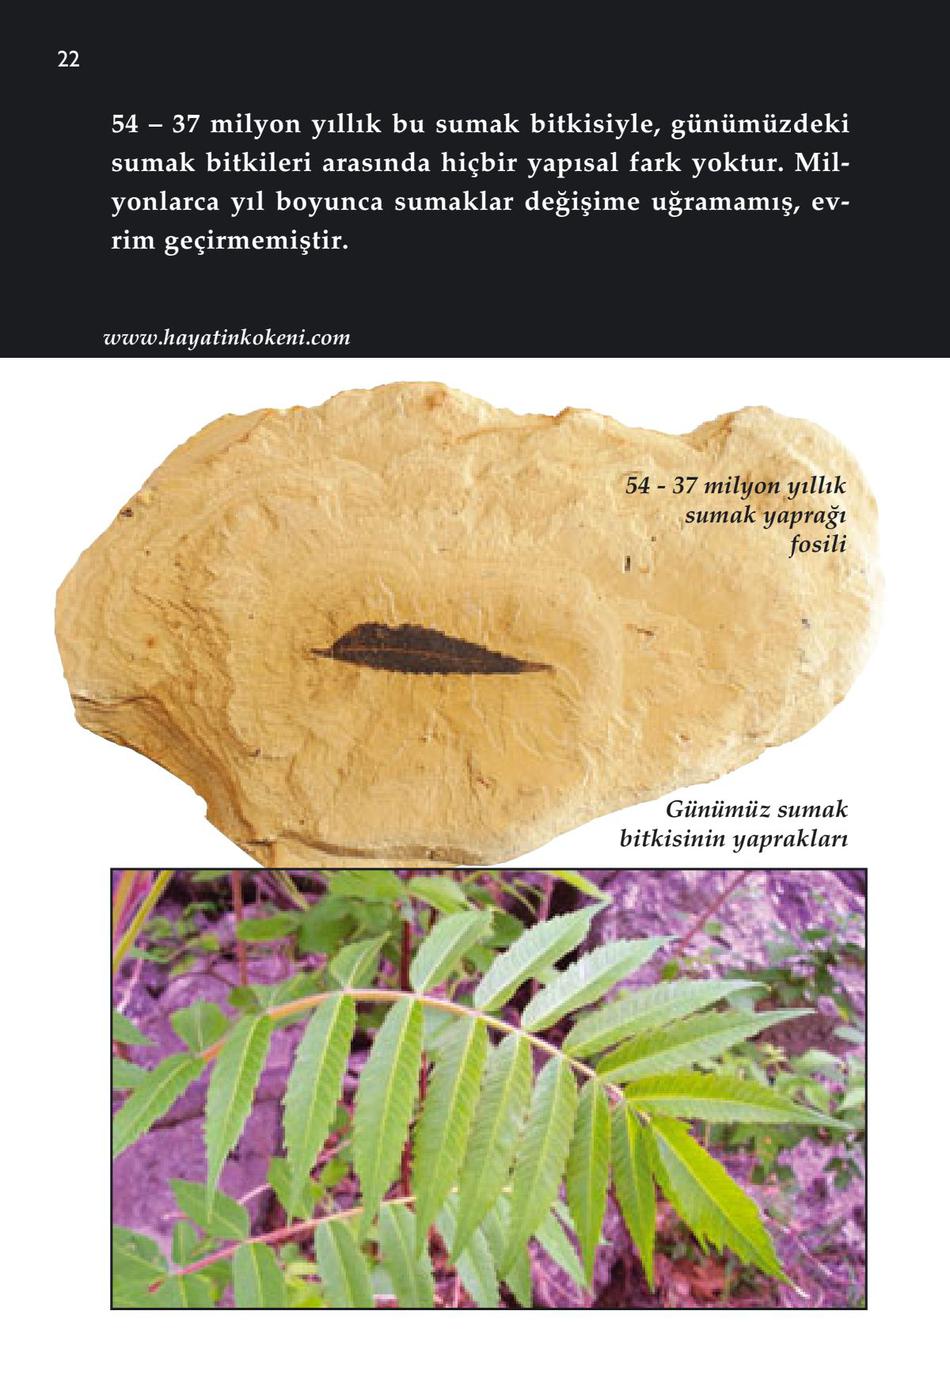 22
54 – 37 milyon yıllık bu sumak bitkisiyle, günümüzdeki
sumak bitkileri arasında hiçbir yapısal fark yoktur. Mil-
yonlarca yıl boyunca sumaklar değişime uğramamış, ev-
rim geçirmemiştir.
www.hayatinkokeni.com
54 - 37 milyon yıllık
sumak yaprağı
fosili
Günümüz sumak
bitkisinin yaprakları